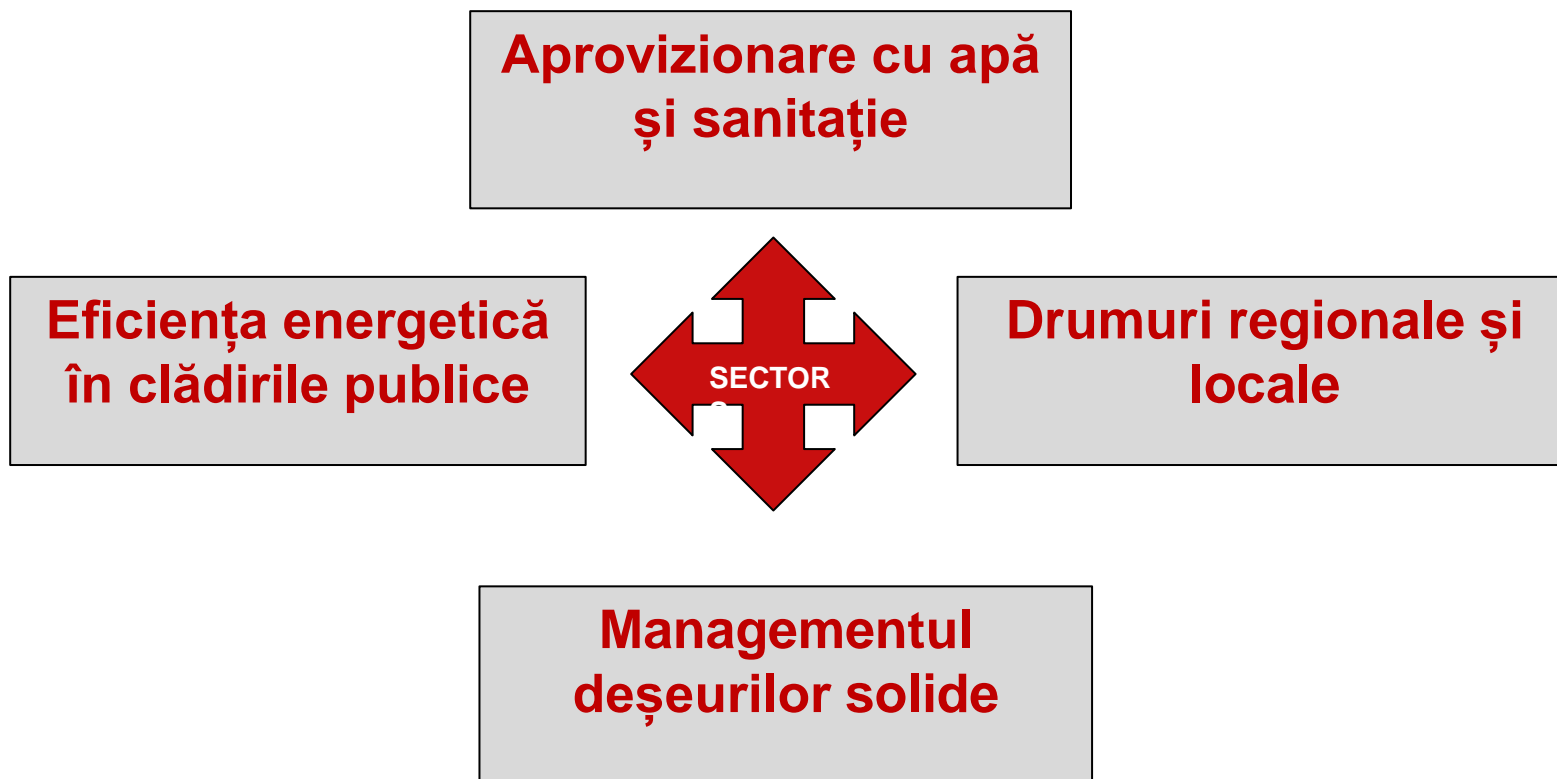 Aprovizionare cu apă
și sanitație
Eficiența energetică
în clădirile publice
SECTOR
Drumuri regionale și
locale
Managementul
deșeurilor solide